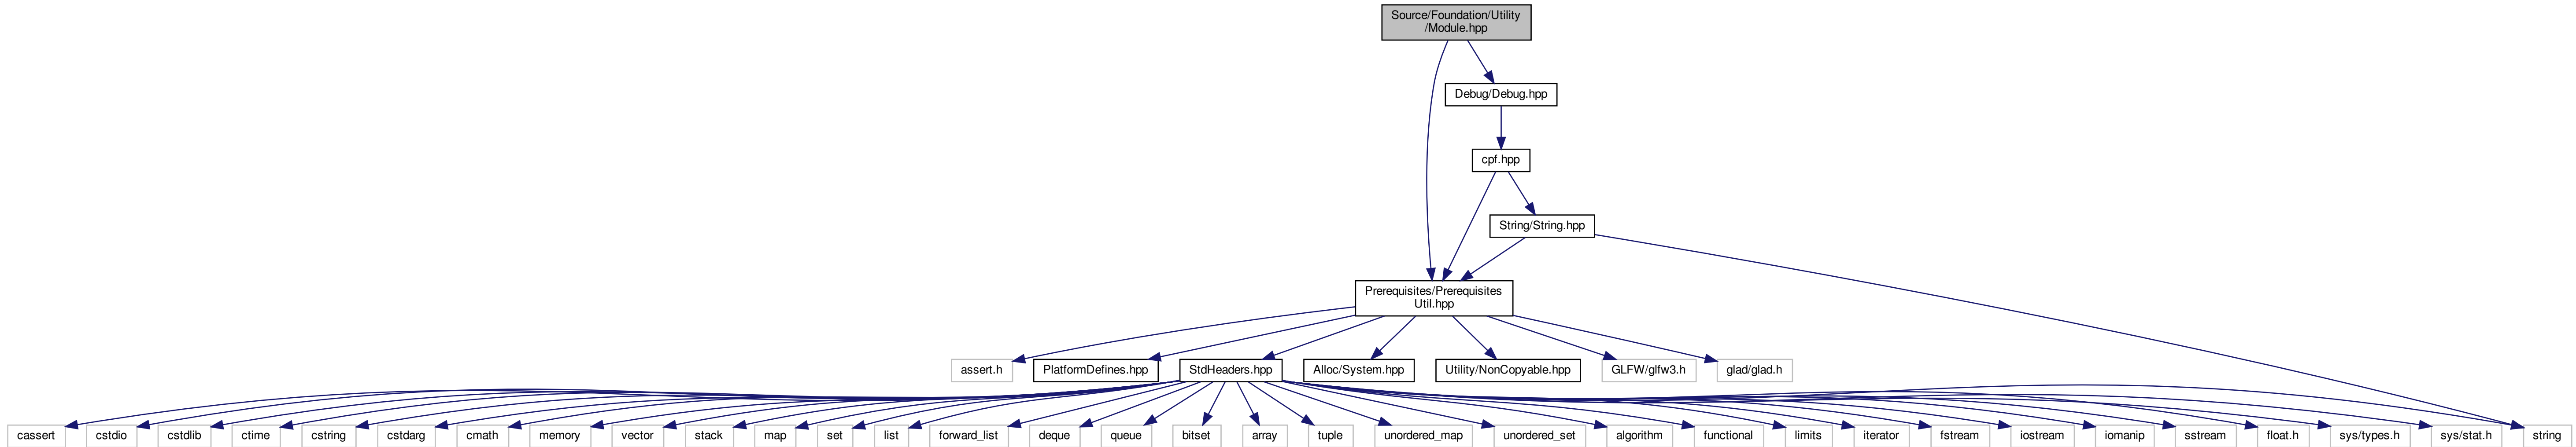 Source/Foundation/Utility
/Module.hpp
Debug/Debug.hpp
cpf.hpp
String/String.hpp
Prerequisites/Prerequisites
Util.hpp
assert.h
PlatformDefines.hpp
StdHeaders.hpp
Alloc/System.hpp
Utility/NonCopyable.hpp
GLFW/glfw3.h
glad/glad.h
cassert
cstdio
cstdlib
ctime
cstring
cstdarg
cmath
memory
vector
stack
map
set
list
forward_list
deque
queue
bitset
array
tuple
unordered_map
unordered_set
algorithm
functional
limits
iterator
fstream
iostream
iomanip
sstream
float.h
sys/types.h
sys/stat.h
string